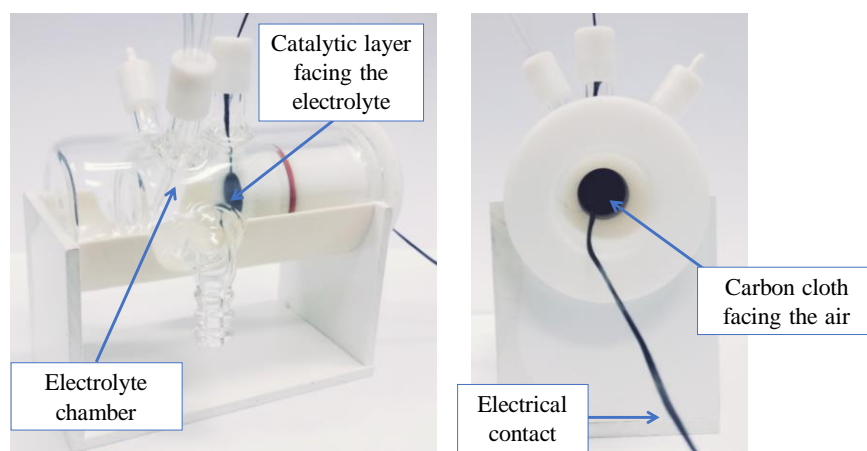 Catalytic layer
facing the
electrolyte
Electrolyte
chamber
Carbon cloth
facing the air
Electrical
contact